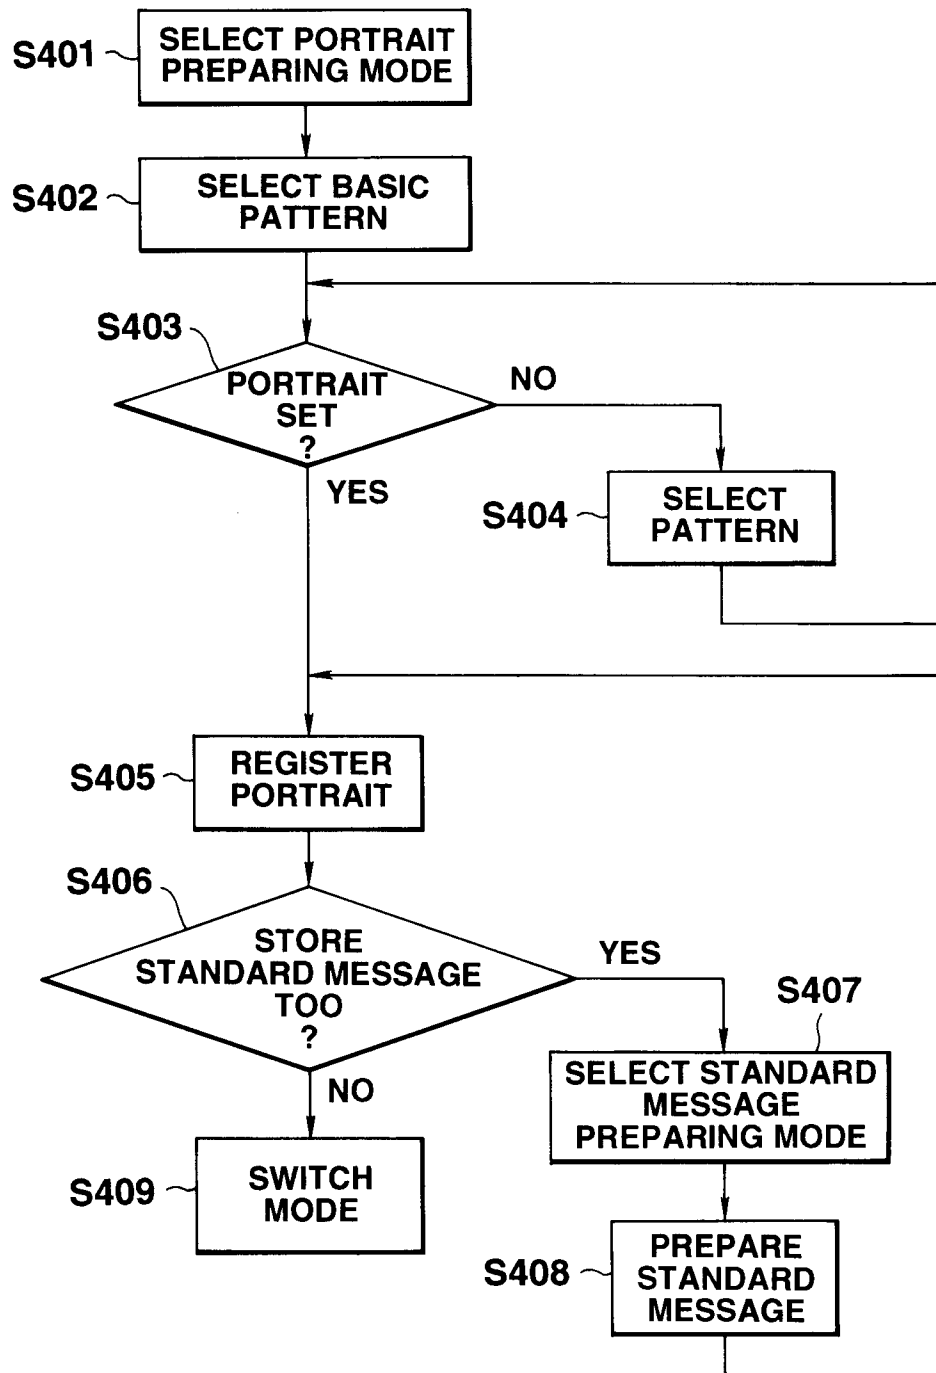 S401
SELECT PORTRAIT
PREPARING MODE
S402
SELECT BASIC
PATTERN
S403
PORTRAIT
SET
?
NO
YES
S404
SELECT
PATTERN
S405
REGISTER
PORTRAIT
S406
STORE
STANDARD MESSAGE
TOO
?
YES
NO
S407
SELECT STANDARD
MESSAGE
PREPARING MODE
S409
SWITCH
MODE
S408
PREPARE
STANDARD
MESSAGE